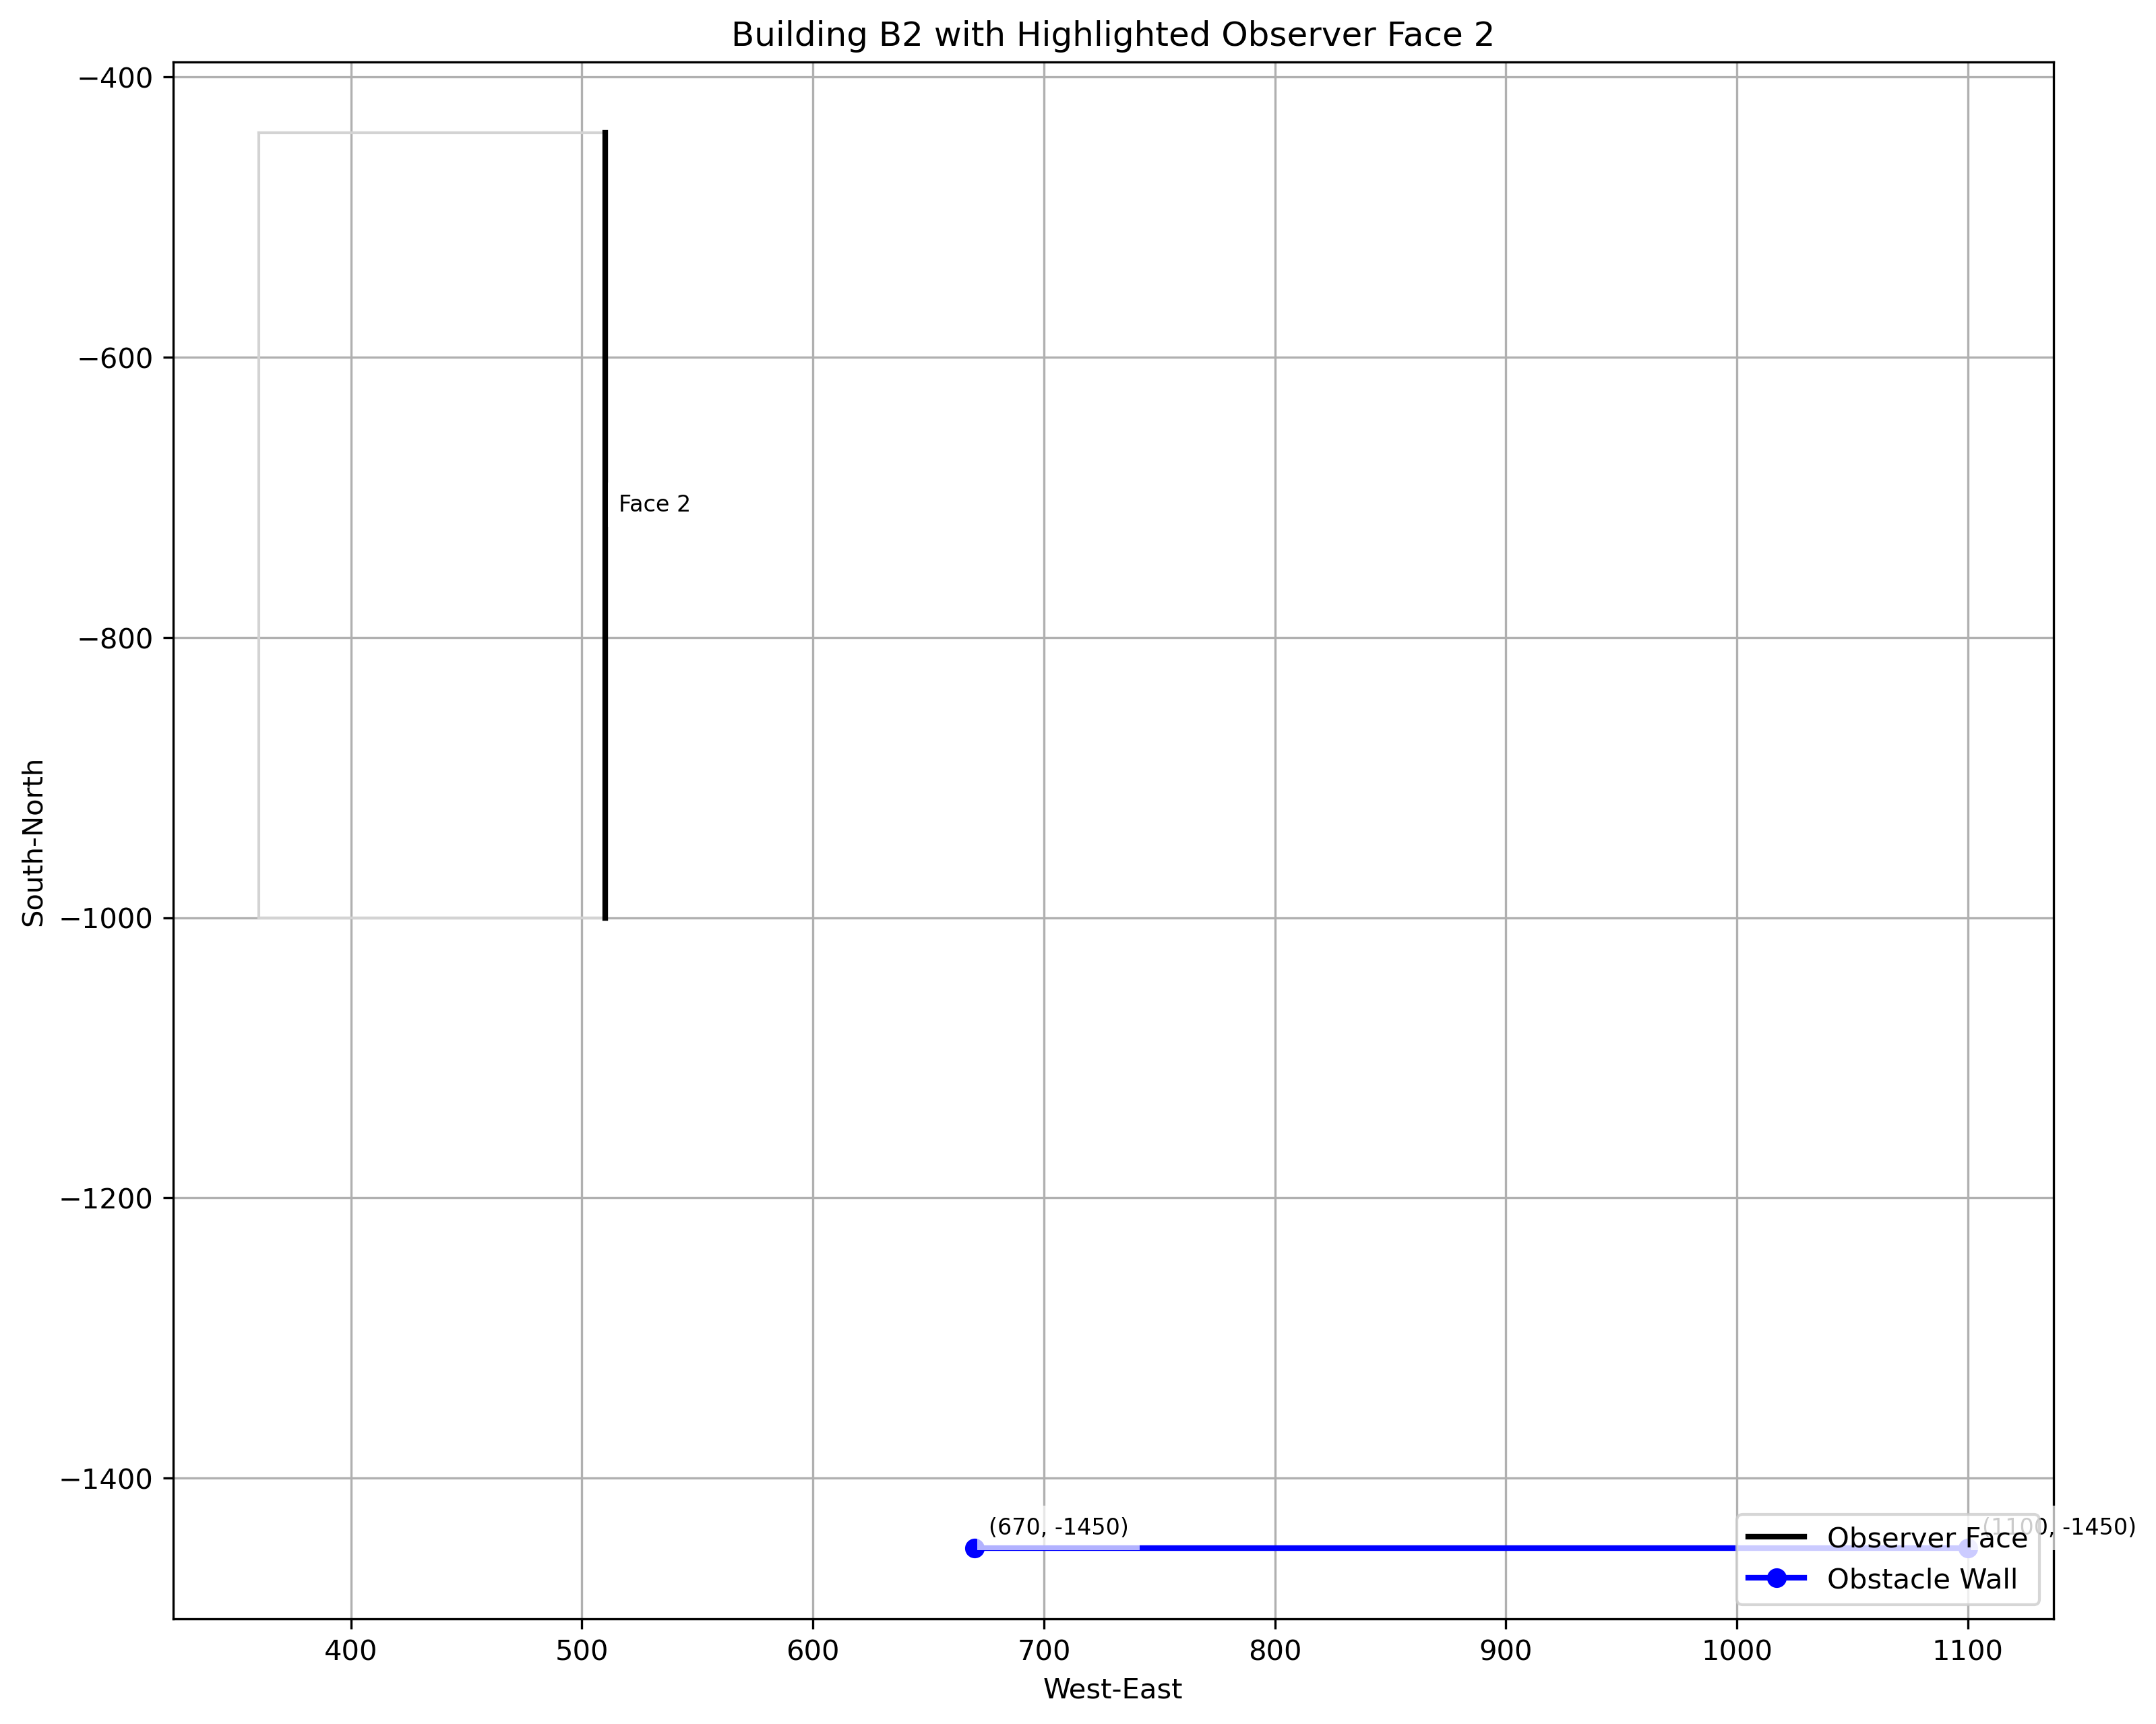 Building B2 with Highlighted Observer Face 2
−400
−600
−800
−1000
−1200
−1400
South-North
Face 2
(670, -1450)
(1100, -1450)
Observer Face
Obstacle Wall
400
500
600
700
800
900
1000
1100
West-East